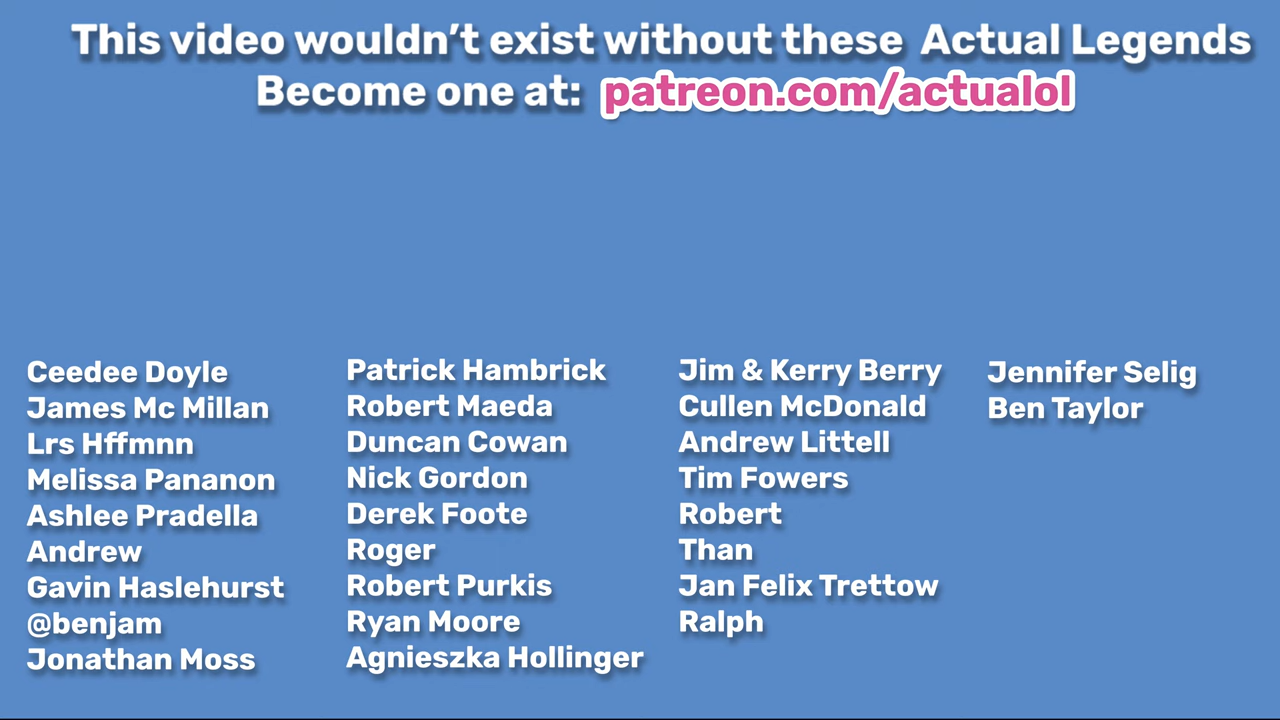 This video wouldn't exist without these Actual Legends
Become one at: patreon.com/actualol
Ceedee Doyle
James Mc Millan
Lrs Hffmnn
Melissa Pananon
Ashlee Pradella
Andrew
Gavin Haslehurst
@benjam
Jonathan Moss
Patrick Hambrick
Robert Maeda
Duncan Cowan
Nick Gordon
Derek Foote
Roger
Robert Purkis
Ryan Moore
Agnieszka Hollinger
Jim & Kerry Berry
Cullen McDonald
Andrew Littell
Tim Fowers
Robert
Than
Jan Felix Trettow
Ralph
Jennifer Selig
Ben Taylor